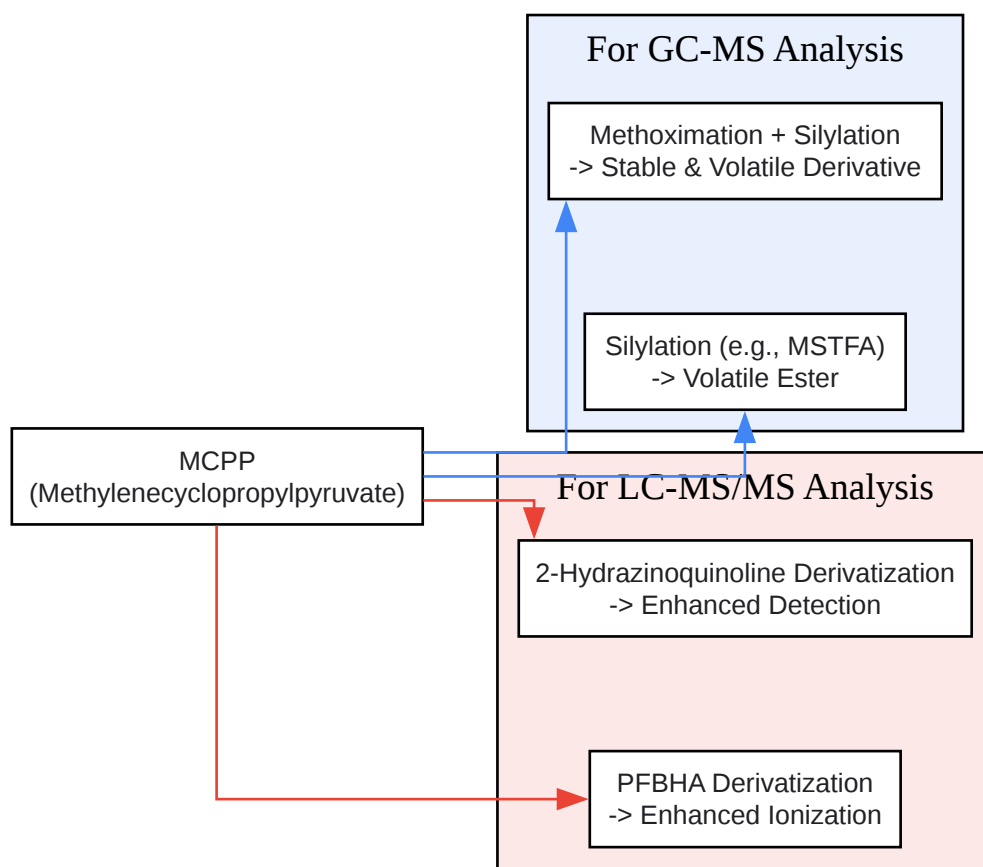 For GC-MS Analysis
Methoximation + Silylation
-> Stable & Volatile Derivative
Silylation (e.g., MSTFA)
-> Volatile Ester
MCPP
(Methylenecyclopropylpyruvate)
For LC-MS/MS Analysis
2-Hydrazinoquinoline Derivatization
-> Enhanced Detection
PFBHA Derivatization
-> Enhanced Ionization